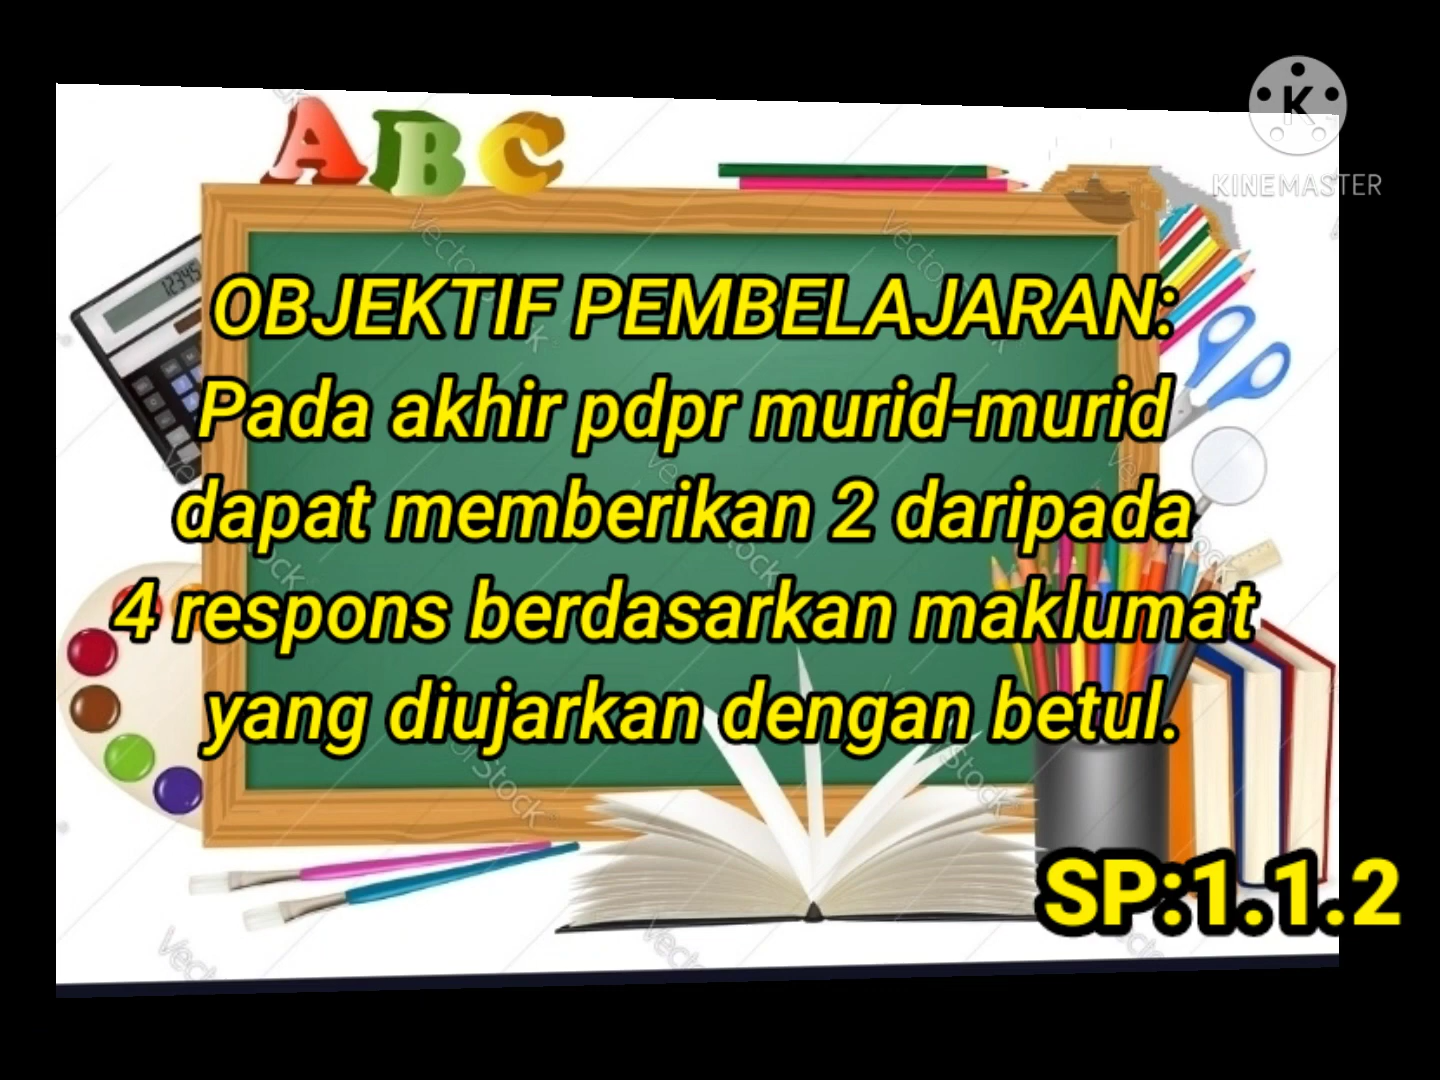 KINEMASTER
ABC
12345
OBJEKTIF PEMBELAJARAN:
Pada akhir pdpr murid-murid
dapat memberikan 2 daripada
4 respons berdasarkan maklumat
yang diujarkan dengan betul.
SP:1.1.2